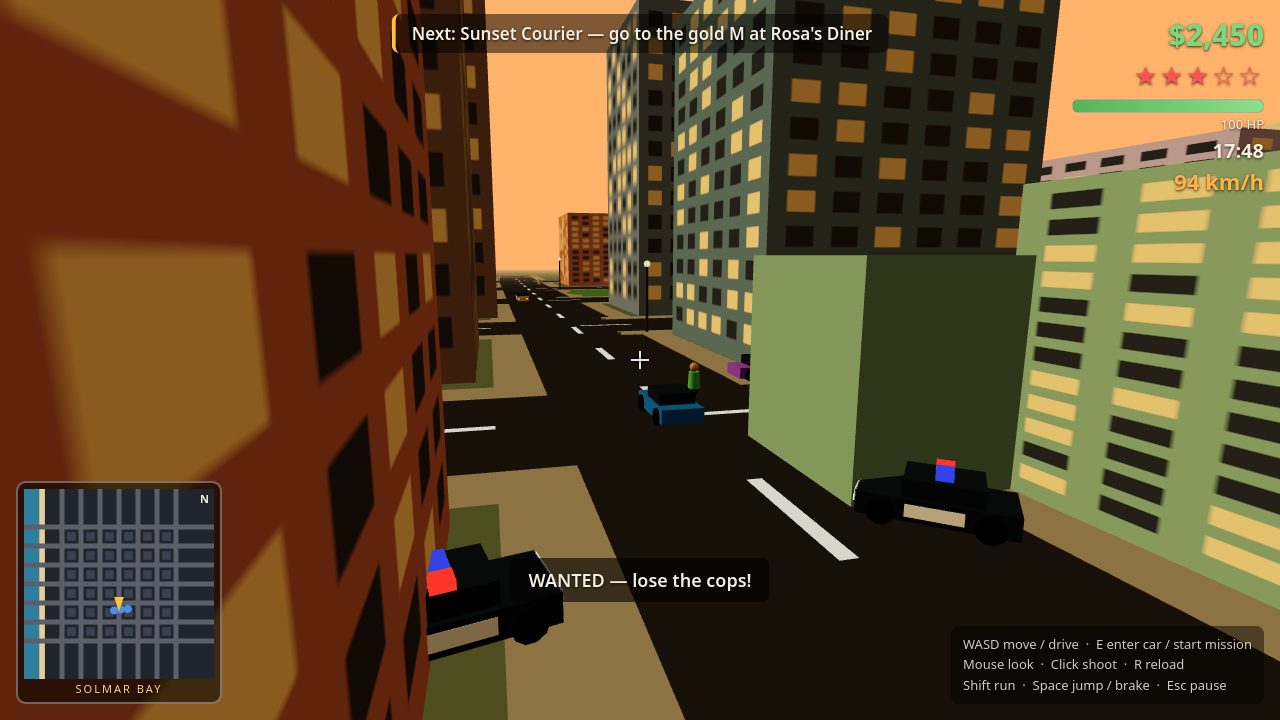 Next: Sunset Courier — go to the gold M at Rosa's Diner
$2,450
100 HP
17:48
94 km/h
WANTED — lose the cops!
N
SOLMAR BAY
WASD move / drive · E enter car / start mission
Mouse look · Click shoot · R reload
Shift run · Space jump / brake · Esc pause